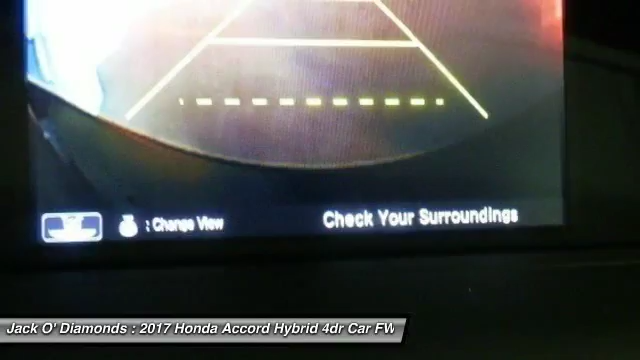 : Change View
Check Your Surroundings
Jack O' Diamonds : 2017 Honda Accord Hybrid 4dr Car FW